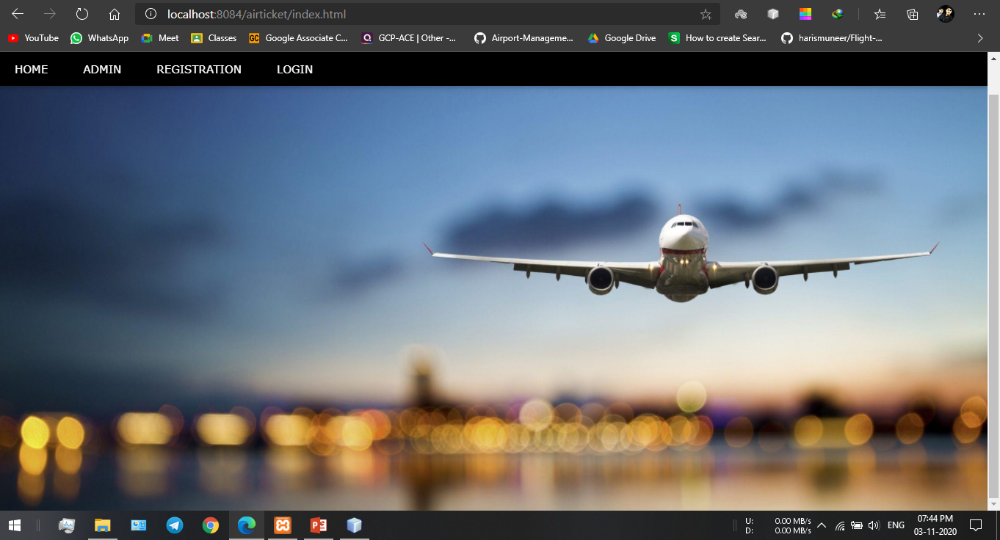 localhost:8084/airticket/index.html
YouTube WhatsApp Meet Classes Google Associate C... GCP-ACE | Other -... Airport-Manageme... Google Drive How to create Sear... harismuneer/Flight-...
HOME ADMIN REGISTRATION LOGIN
U: 0.00 MB/s
D: 0.00 MB/s
ENG
07:44 PM
03-11-2020